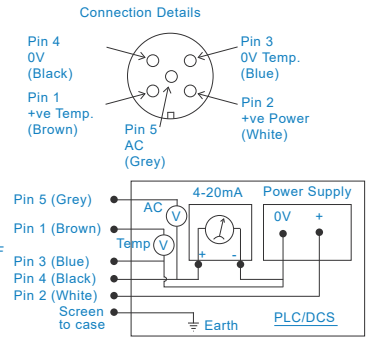 Connection Details
Pin 4
0V
(Black)
Pin 3
0V Temp.
(Blue)
Pin 1
+ve Temp.
(Brown)
Pin 5
AC
(Grey)
Pin 2
+ve Power
(White)
4-20mA
Power Supply
Pin 5 (Grey)
AC
V
0V
+
Pin 1 (Brown)
Temp
V
Pin 3 (Blue)
+
-
Pin 4 (Black)
Pin 2 (White)
Screen
to case
Earth
PLC/DCS